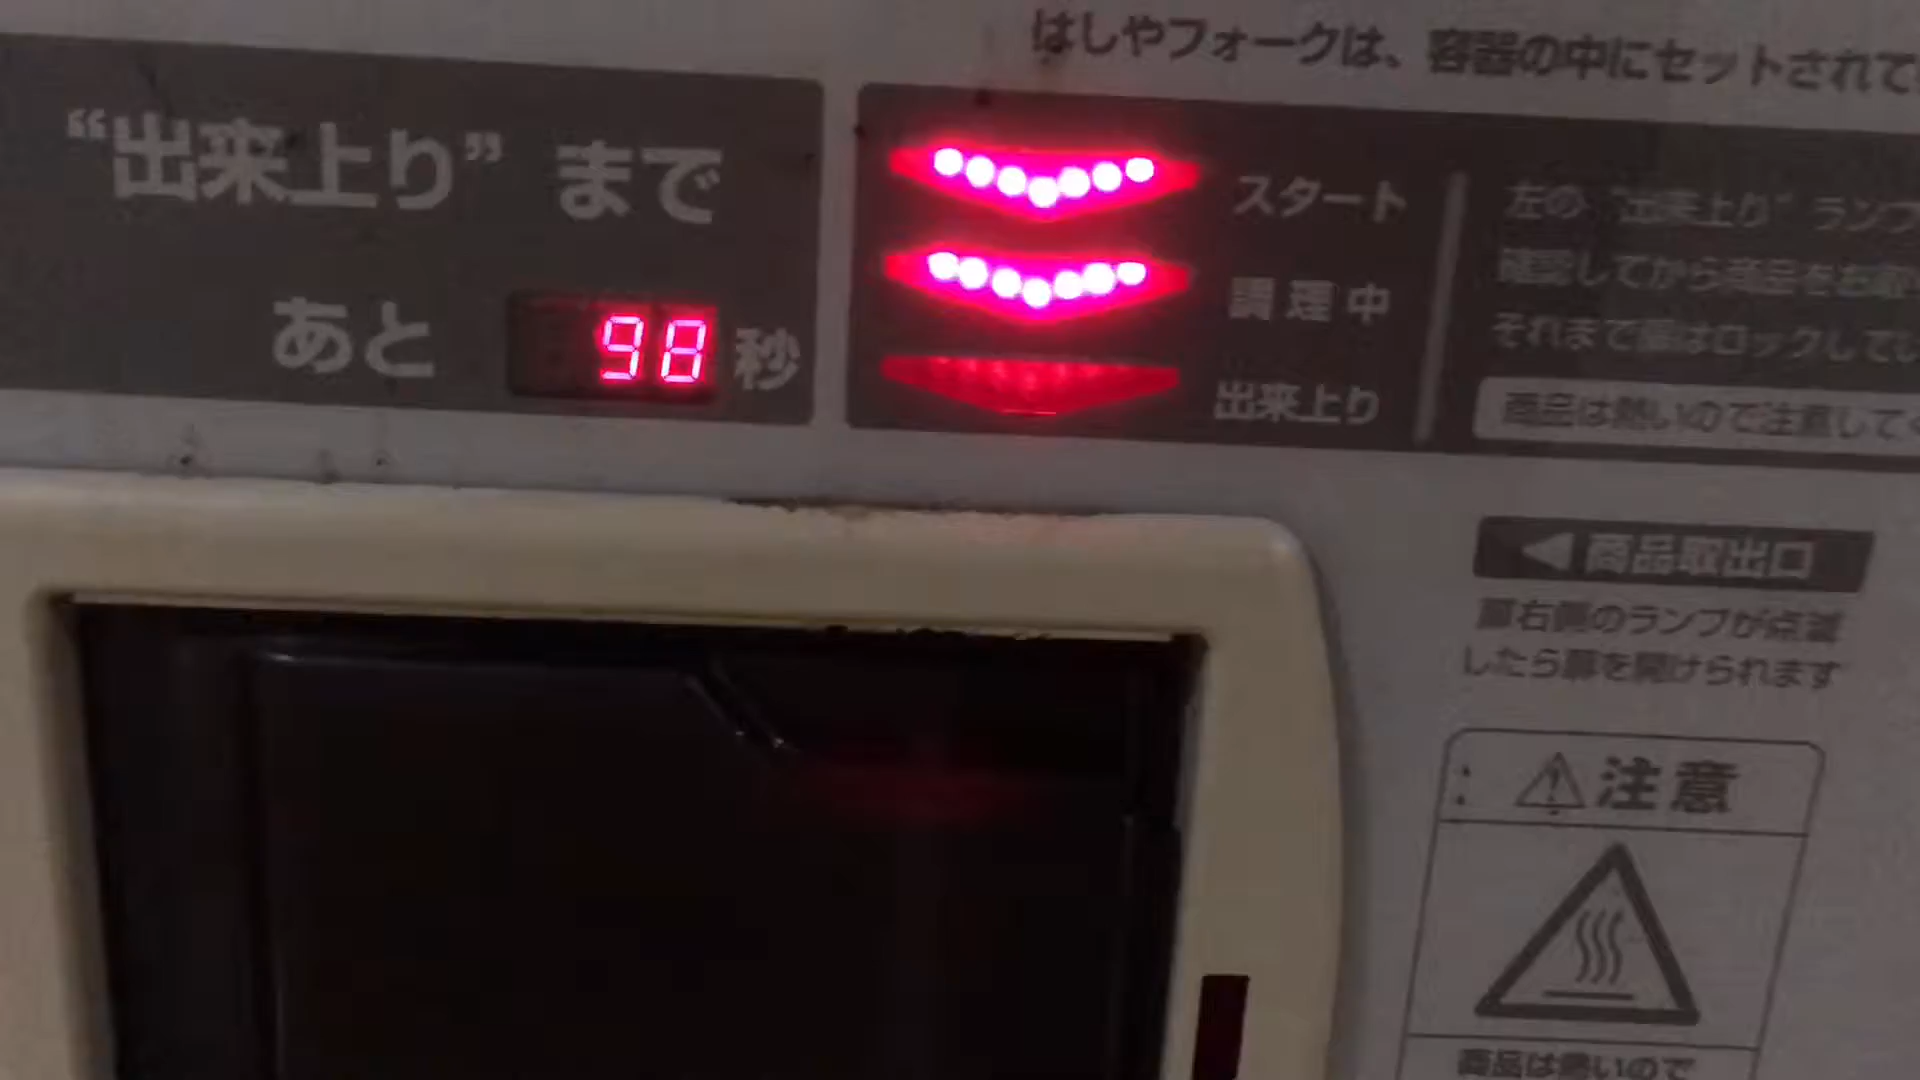 はしやフォークは、容器の中にセットされて
“出来上り” まで
あと 98 秒
スタート
調理中
出来上り
左の“出来上り”ランプ
確認してから商品をお取
それまで扉はロックしてい
商品は熱いので注意して
◀商品取出口
扉右側のランプが点滅
したら扉を開けられます
⚠注意
商品は熱いので